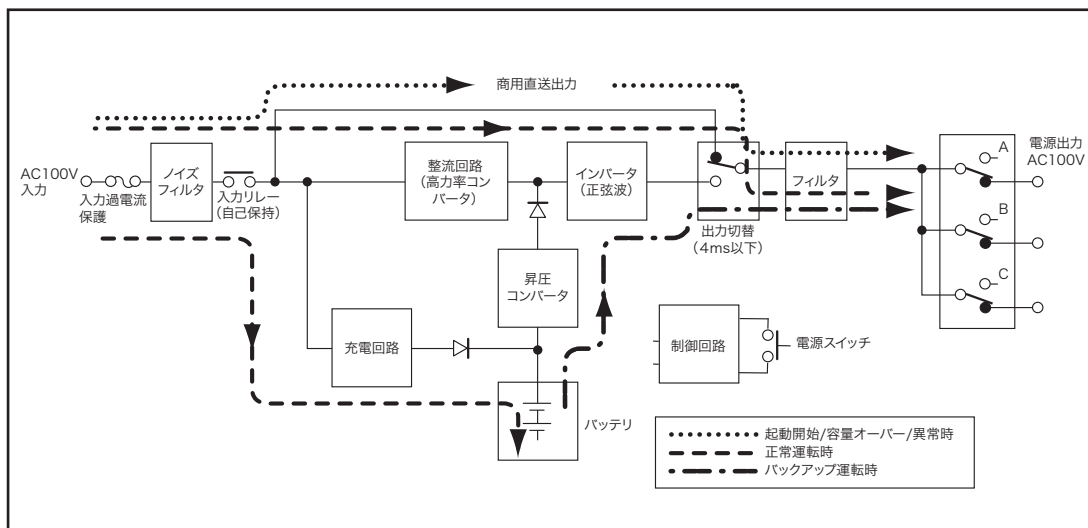 商用直送出力
AC100V
入力
入力過電流
保護
ノイズ
フィルタ
入力リレー
(自己保持)
整流回路
(高力率コン
バータ)
インバータ
(正弦波)
出力切替
(4ms以下)
フィルタ
A
B
C
電源出力
AC100V
昇圧
コンバータ
充電回路
バッテリ
制御回路
電源スイッチ
起動開始/容量オーバー/異常時
正常運転時
バックアップ運転時